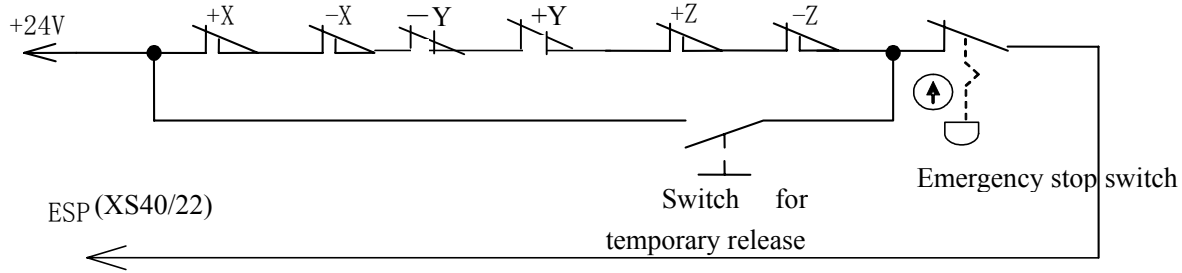 +24V
+X
−X
−Y
+Y
+Z
−Z
Emergency stop switch
Switch for
temporary release
ESP(XS40/22)